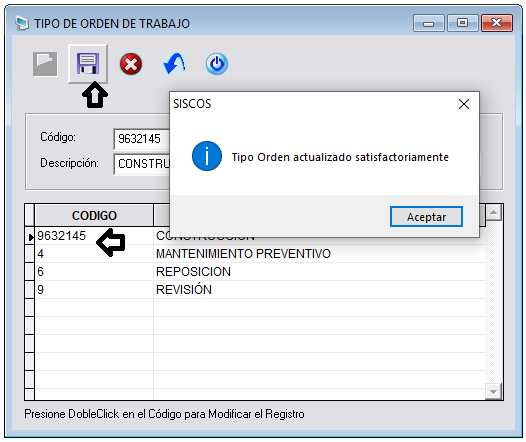 TIPO DE ORDEN DE TRABAJO
SISCOS
Tipo Orden actualizado satisfactoriamente
Aceptar
Código:
9632145
Descripción:
CONSTRU
CODIGO
9632145
CONSTRUCCION
4
MANTENIMIENTO PREVENTIVO
6
REPOSICION
9
REVISIÓN
Presione DobleClick en el Código para Modificar el Registro